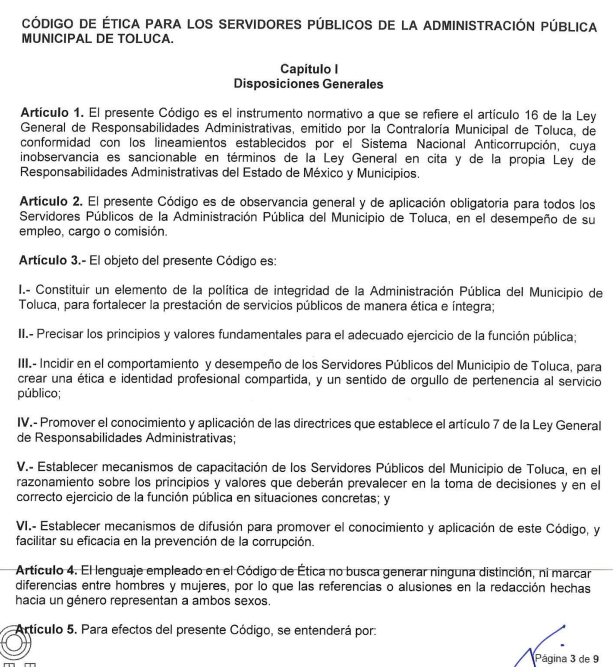 CÓDIGO DE ÉTICA PARA LOS SERVIDORES PÚBLICOS DE LA ADMINISTRACIÓN PÚBLICA
MUNICIPAL DE TOLUCA.
Capítulo I
Disposiciones Generales
Artículo 1. El presente Código es el instrumento normativo a que se refiere el artículo 16 de la Ley
General de Responsabilidades Administrativas, emitido por la Contraloría Municipal de Toluca, de
conformidad con los lineamientos establecidos por el Sistema Nacional Anticorrupción, cuya
inobservancia es sancionable en términos de la Ley General en cita y de la propia Ley de
Responsabilidades Administrativas del Estado de México y Municipios.
Artículo 2. El presente Código es de observancia general y de aplicación obligatoria para todos los
Servidores Públicos de la Administración Pública del Municipio de Toluca, en el desempeño de su
empleo, cargo o comisión.
Artículo 3.- El objeto del presente Código es:
I.- Constituir un elemento de la política de integridad de la Administración Pública del Municipio de
Toluca, para fortalecer la prestación de servicios públicos de manera ética e íntegra;
II.- Precisar los principios y valores fundamentales para el adecuado ejercicio de la función pública;
III.- Incidir en el comportamiento y desempeño de los Servidores Públicos del Municipio de Toluca, para
crear una ética e identidad profesional compartida, y un sentido de orgullo de pertenencia al servicio
público;
IV.- Promover el conocimiento y aplicación de las directrices que establece el artículo 7 de la Ley General
de Responsabilidades Administrativas;
V.- Establecer mecanismos de capacitación de los Servidores Públicos del Municipio de Toluca, en el
razonamiento sobre los principios y valores que deberán prevalecer en la toma de decisiones y en el
correcto ejercicio de la función pública en situaciones concretas; y
VI.- Establecer mecanismos de difusión para promover el conocimiento y aplicación de este Código, y
facilitar su eficacia en la prevención de la corrupción.
Artículo 4. El lenguaje empleado en el Código de Ética no busca generar ninguna distinción, ni marcar
diferencias entre hombres y mujeres, por lo que las referencias o alusiones en la redacción hechas
hacia un género representan a ambos sexos.
Artículo 5. Para efectos del presente Código, se entenderá por:
Página 3 de 9